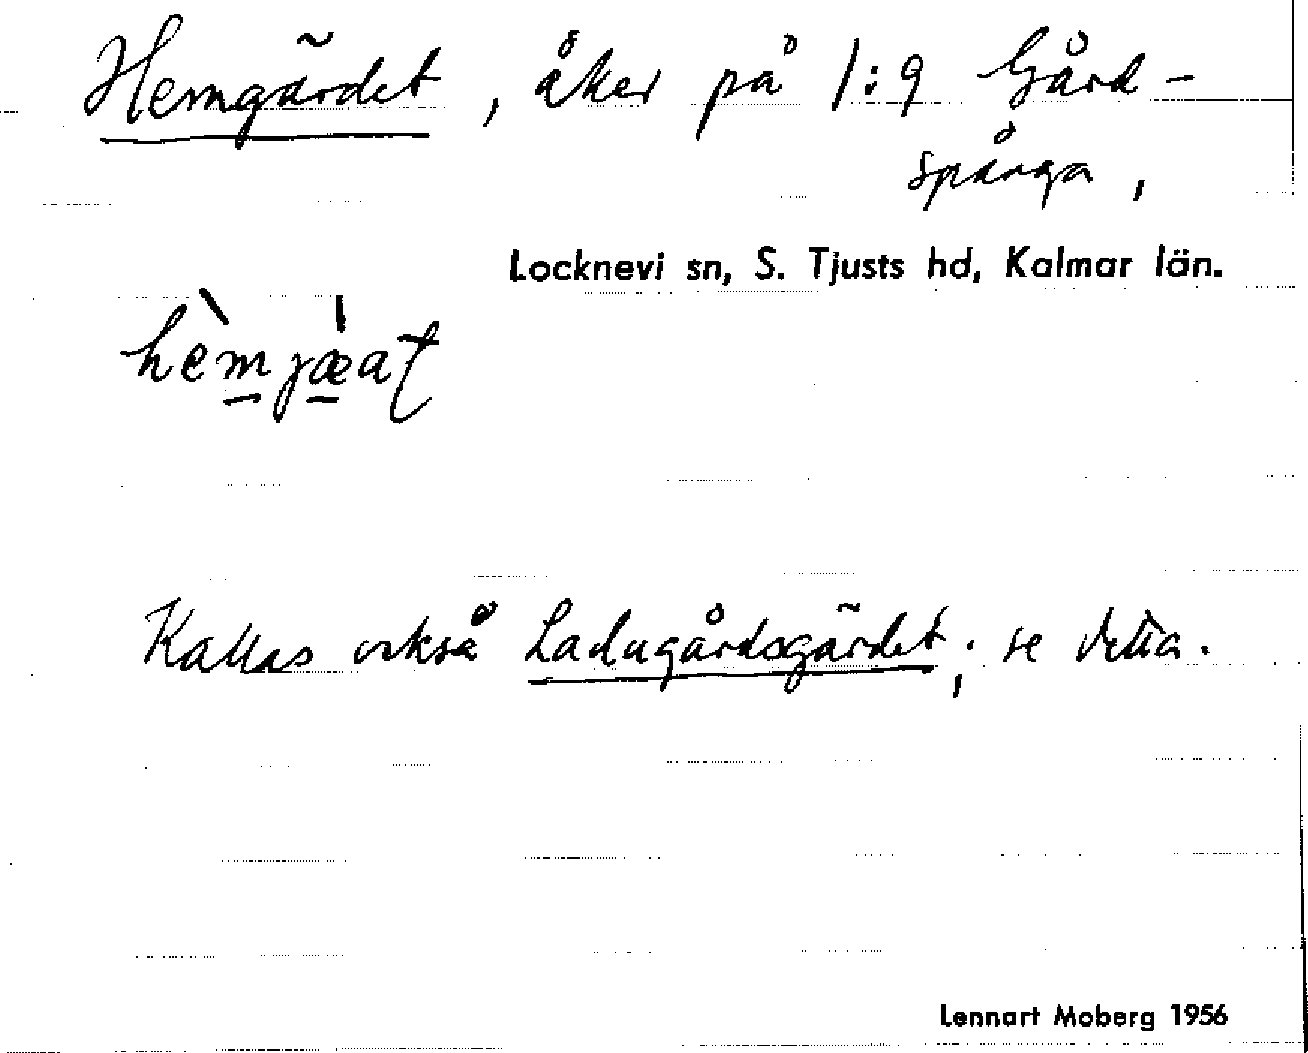 Hemgärdet, åker på 1:9 Gård-
spånga,
Locknevi sn, S. Tjusts hd, Kalmar län.
hèmjæat
Kallas också Ladugårdsgärdet; se detta.
Lennart Moberg 1956